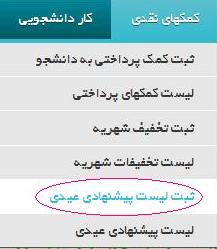 کمکهای نقدی کار دانشجویی
ثبت کمک پرداختی به دانشجو
لیست کمکهای پرداختی
ثبت تخفیف شهریه
لیست تخفیفات شهریه
ثبت لیست پیشنهادی عیدی
لیست پیشنهادی عیدی